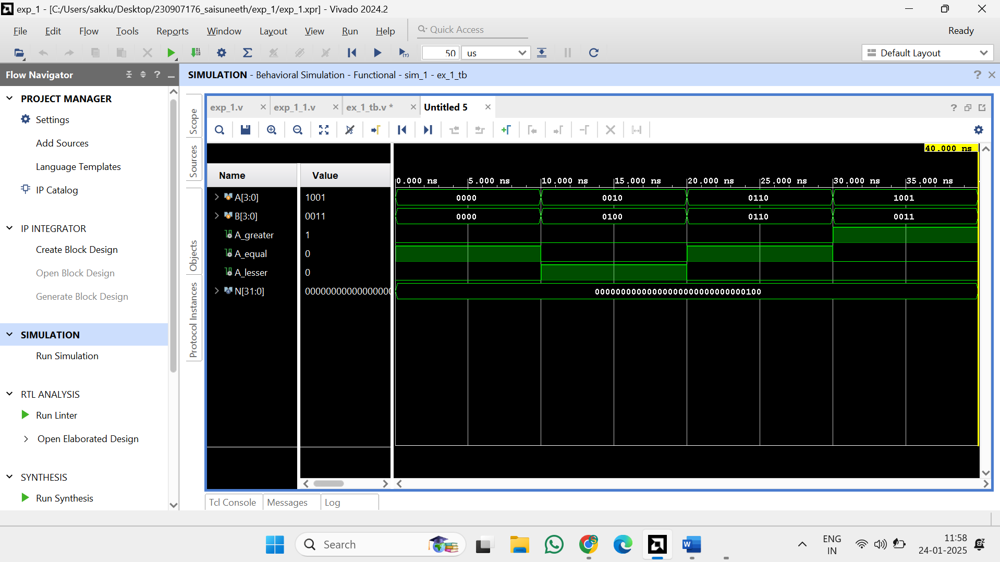 exp_1 - [C:/Users/sakku/Desktop/230907176_saisuneeth/exp_1/exp_1.xpr] - Vivado 2024.2
File Edit Flow Tools Reports Window Layout View Run Help Quick Access Ready
50 us Default Layout
Flow Navigator
SIMULATION - Behavioral Simulation - Functional - sim_1 - ex_1_tb
PROJECT MANAGER
Settings
Add Sources
Language Templates
IP Catalog
IP INTEGRATOR
Create Block Design
Open Block Design
Generate Block Design
SIMULATION
Run Simulation
RTL ANALYSIS
Run Linter
Open Elaborated Design
SYNTHESIS
Run Synthesis
Scope
Sources
Objects
Protocol Instances
exp_1.v exp_1_1.v ex_1_tb.v * Untitled 5
40.000 ns
Name Value
0.000 ns 5.000 ns 10.000 ns 15.000 ns 20.000 ns 25.000 ns 30.000 ns 35.000 ns
A[3:0] 1001 0000 0010 0110 1001
B[3:0] 0011 0000 0100 0110 0011
A_greater 1
A_equal 0
A_lesser 0
N[31:0] 00000000000000000 00000000000000000000000000000100
Tcl Console Messages Log
Search
ENG
IN
11:58
24-01-2025